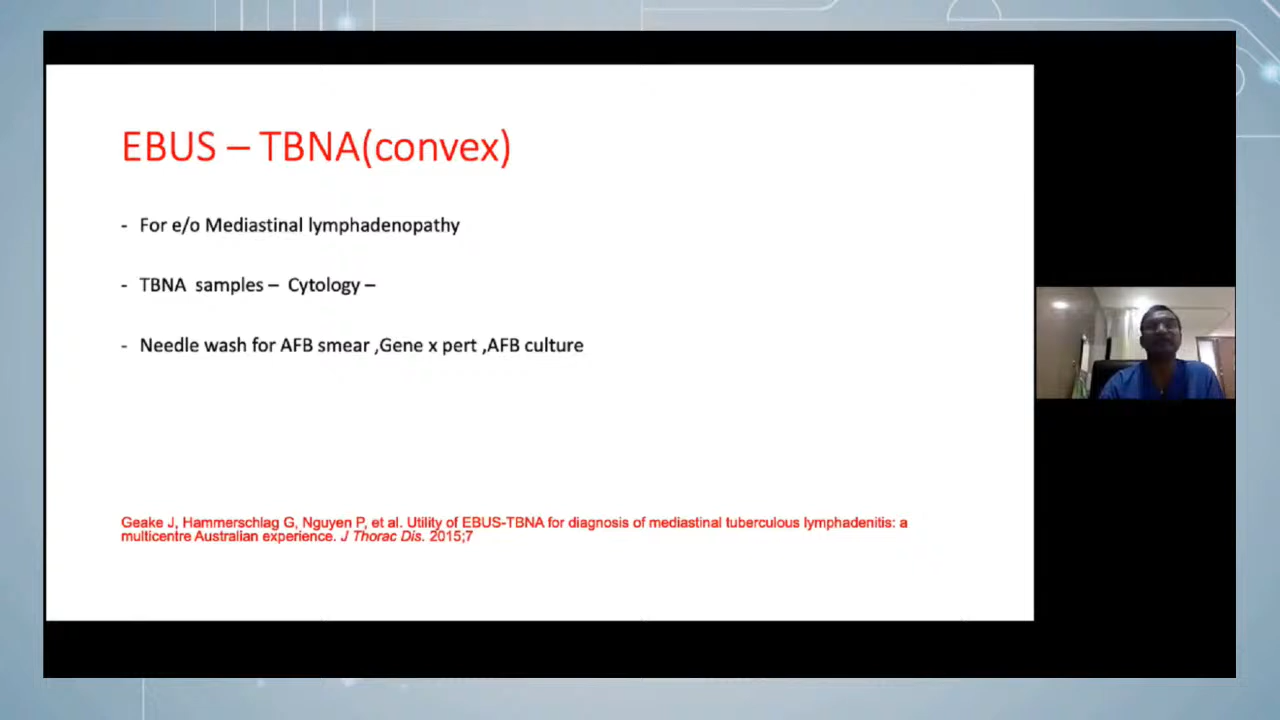 EBUS – TBNA(convex)
- For e/o Mediastinal lymphadenopathy
- TBNA samples – Cytology –
- Needle wash for AFB smear ,Gene x pert ,AFB culture
Geake J, Hammerschlag G, Nguyen P, et al. Utility of EBUS-TBNA for diagnosis of mediastinal tuberculous lymphadenitis: a
multicentre Australian experience. J Thorac Dis. 2015;7